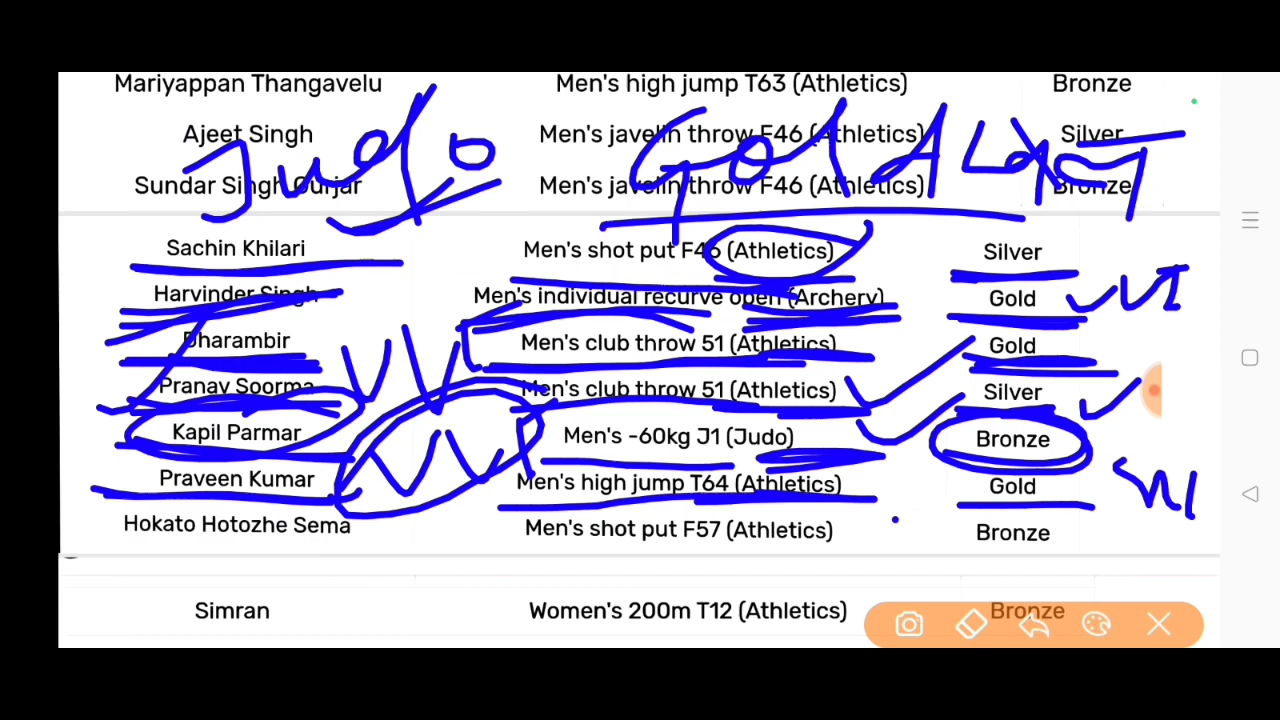 Mariyappan Thangavelu Men's high jump T63 (Athletics) Bronze
Ajeet Singh Men's javelin throw F46 (Athletics) Silver
Sundar Singh Gurjar Men's javelin throw F46 (Athletics) Bronze
Judo Gold
Sachin Khilari Men's shot put F46 (Athletics) Silver
Harvinder Singh Men's individual recurve open (Archery) Gold
Dharambir Men's club throw 51 (Athletics) Gold
Pranav Soorma Men's club throw 51 (Athletics) Silver
Kapil Parmar Men's -60kg J1 (Judo) Bronze
Praveen Kumar Men's high jump T64 (Athletics) Gold
Hokato Hotozhe Sema Men's shot put F57 (Athletics) Bronze
Simran Women's 200m T12 (Athletics) Bronze